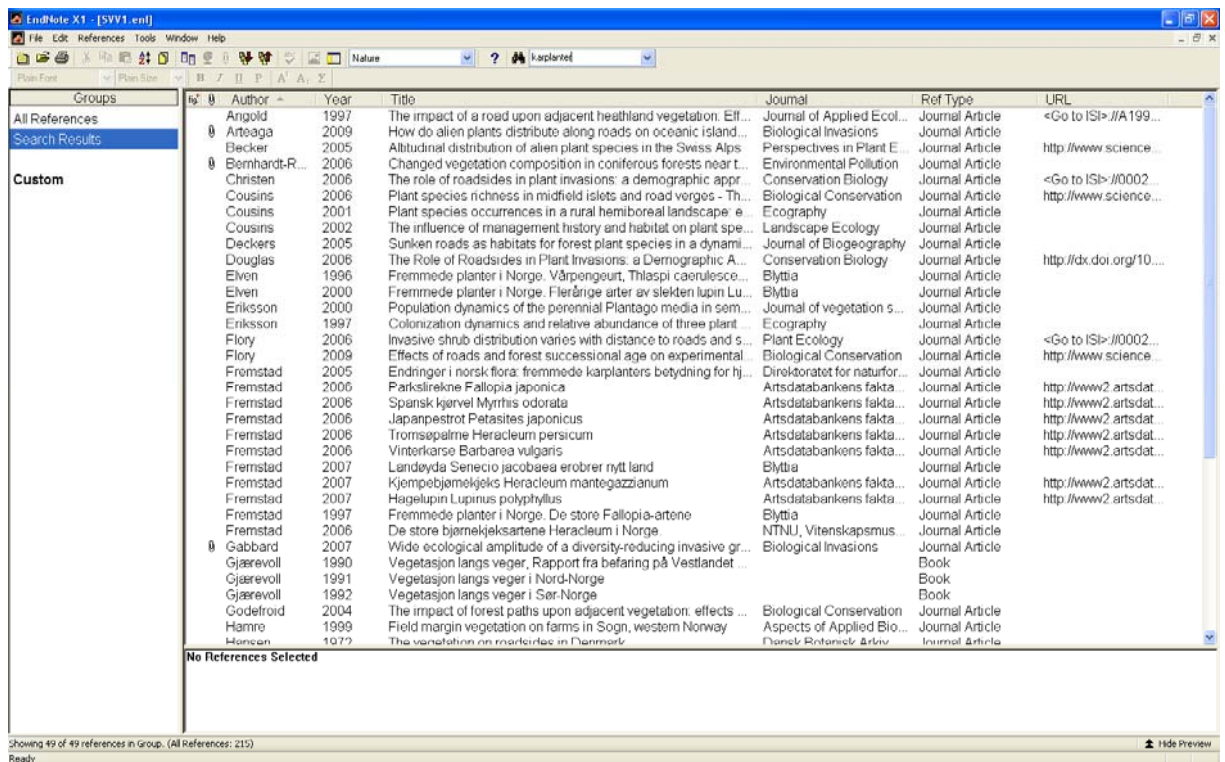 EndNote X1 - [SVV1.enl]
File Edit References Tools Window Help
Nature ? karplanter
Plain Font Plain Size B I U P A¹ A₁ Σ
Groups Author Year Title Journal Ref Type URL
All References
Search Results
Custom
Angold 1997 The impact of a road upon adjacent heathland vegetation: Eff... Journal of Applied Ecol... Journal Article <Go to ISI>://A199...
Arteaga 2009 How do alien plants distribute along roads on oceanic island... Biological Invasions Journal Article
Becker 2005 Altitudinal distribution of alien plant species in the Swiss Alps Perspectives in Plant E... Journal Article http://www.science...
Bernhardt-R... 2006 Changed vegetation composition in coniferous forests near t... Environmental Pollution Journal Article
Christen 2006 The role of roadsides in plant invasions: a demographic appr... Conservation Biology Journal Article <Go to ISI>://0002...
Cousins 2006 Plant species richness in midfield islets and road verges - Th... Biological Conservation Journal Article http://www.science...
Cousins 2001 Plant species occurrences in a rural hemiboreal landscape: e... Ecography Journal Article
Cousins 2002 The influence of management history and habitat on plant spe... Landscape Ecology Journal Article
Deckers 2005 Sunken roads as habitats for forest plant species in a dynami... Journal of Biogeography Journal Article
Douglas 2006 The Role of Roadsides in Plant Invasions: a Demographic A... Conservation Biology Journal Article http://dx.doi.org/10....
Elven 1996 Fremmede planter i Norge. Vårpengeurt, Thlaspi caerulesce... Blyttia Journal Article
Elven 2000 Fremmede planter i Norge. Flerårige arter av slekten lupin Lu... Blyttia Journal Article
Eriksson 2000 Population dynamics of the perennial Plantago media in sem... Journal of vegetation s... Journal Article
Eriksson 1997 Colonization dynamics and relative abundance of three plant ... Ecography Journal Article
Flory 2006 Invasive shrub distribution varies with distance to roads and s... Plant Ecology Journal Article <Go to ISI>://0002...
Flory 2009 Effects of roads and forest successional age on experimental... Biological Conservation Journal Article http://www.science...
Fremstad 2005 Endringer i norsk flora: fremmede karplanters betydning for hj... Direktoratet for naturfor... Journal Article
Fremstad 2006 Parkslirekne Fallopia japonica Artsdatabankens fakta... Journal Article http://www2.artsdat...
Fremstad 2006 Spansk kjørvel Myrrhis odorata Artsdatabankens fakta... Journal Article http://www2.artsdat...
Fremstad 2006 Japanpestrot Petasites japonicus Artsdatabankens fakta... Journal Article http://www2.artsdat...
Fremstad 2006 Tromsøpalme Heracleum persicum Artsdatabankens fakta... Journal Article http://www2.artsdat...
Fremstad 2006 Vinterkarse Barbarea vulgaris Artsdatabankens fakta... Journal Article http://www2.artsdat...
Fremstad 2007 Landøyda Senecio jacobaea erobrer nytt land Blyttia Journal Article
Fremstad 2007 Kjempebjørnekjeks Heracleum mantegazzianum Artsdatabankens fakta... Journal Article http://www2.artsdat...
Fremstad 2007 Hagelupin Lupinus polyphyllus Artsdatabankens fakta... Journal Article http://www2.artsdat...
Fremstad 1997 Fremmede planter i Norge. De store Fallopia-artene Blyttia Journal Article
Fremstad 2006 De store bjørnekjeksartene Heracleum i Norge. NTNU, Vitenskapsmus... Journal Article
Gabbard 2007 Wide ecological amplitude of a diversity-reducing invasive gr... Biological Invasions Journal Article
Gjærevoll 1990 Vegetasjon langs veger, Rapport fra befaring på Vestlandet ... Book
Gjærevoll 1991 Vegetasjon langs veger i Nord-Norge Book
Gjærevoll 1992 Vegetasjon langs veger i Sør-Norge Book
Godefroid 2004 The impact of forest paths upon adjacent vegetation: effects ... Biological Conservation Journal Article
Hamre 1999 Field margin vegetation on farms in Sogn, western Norway Aspects of Applied Bio... Journal Article
Hansen 1972 The vegetation on roadsides in Denmark Dansk Botanisk Arkiv Journal Article
No References Selected
Showing 49 of 49 references in Group. (All References: 215) Hide Preview
Ready